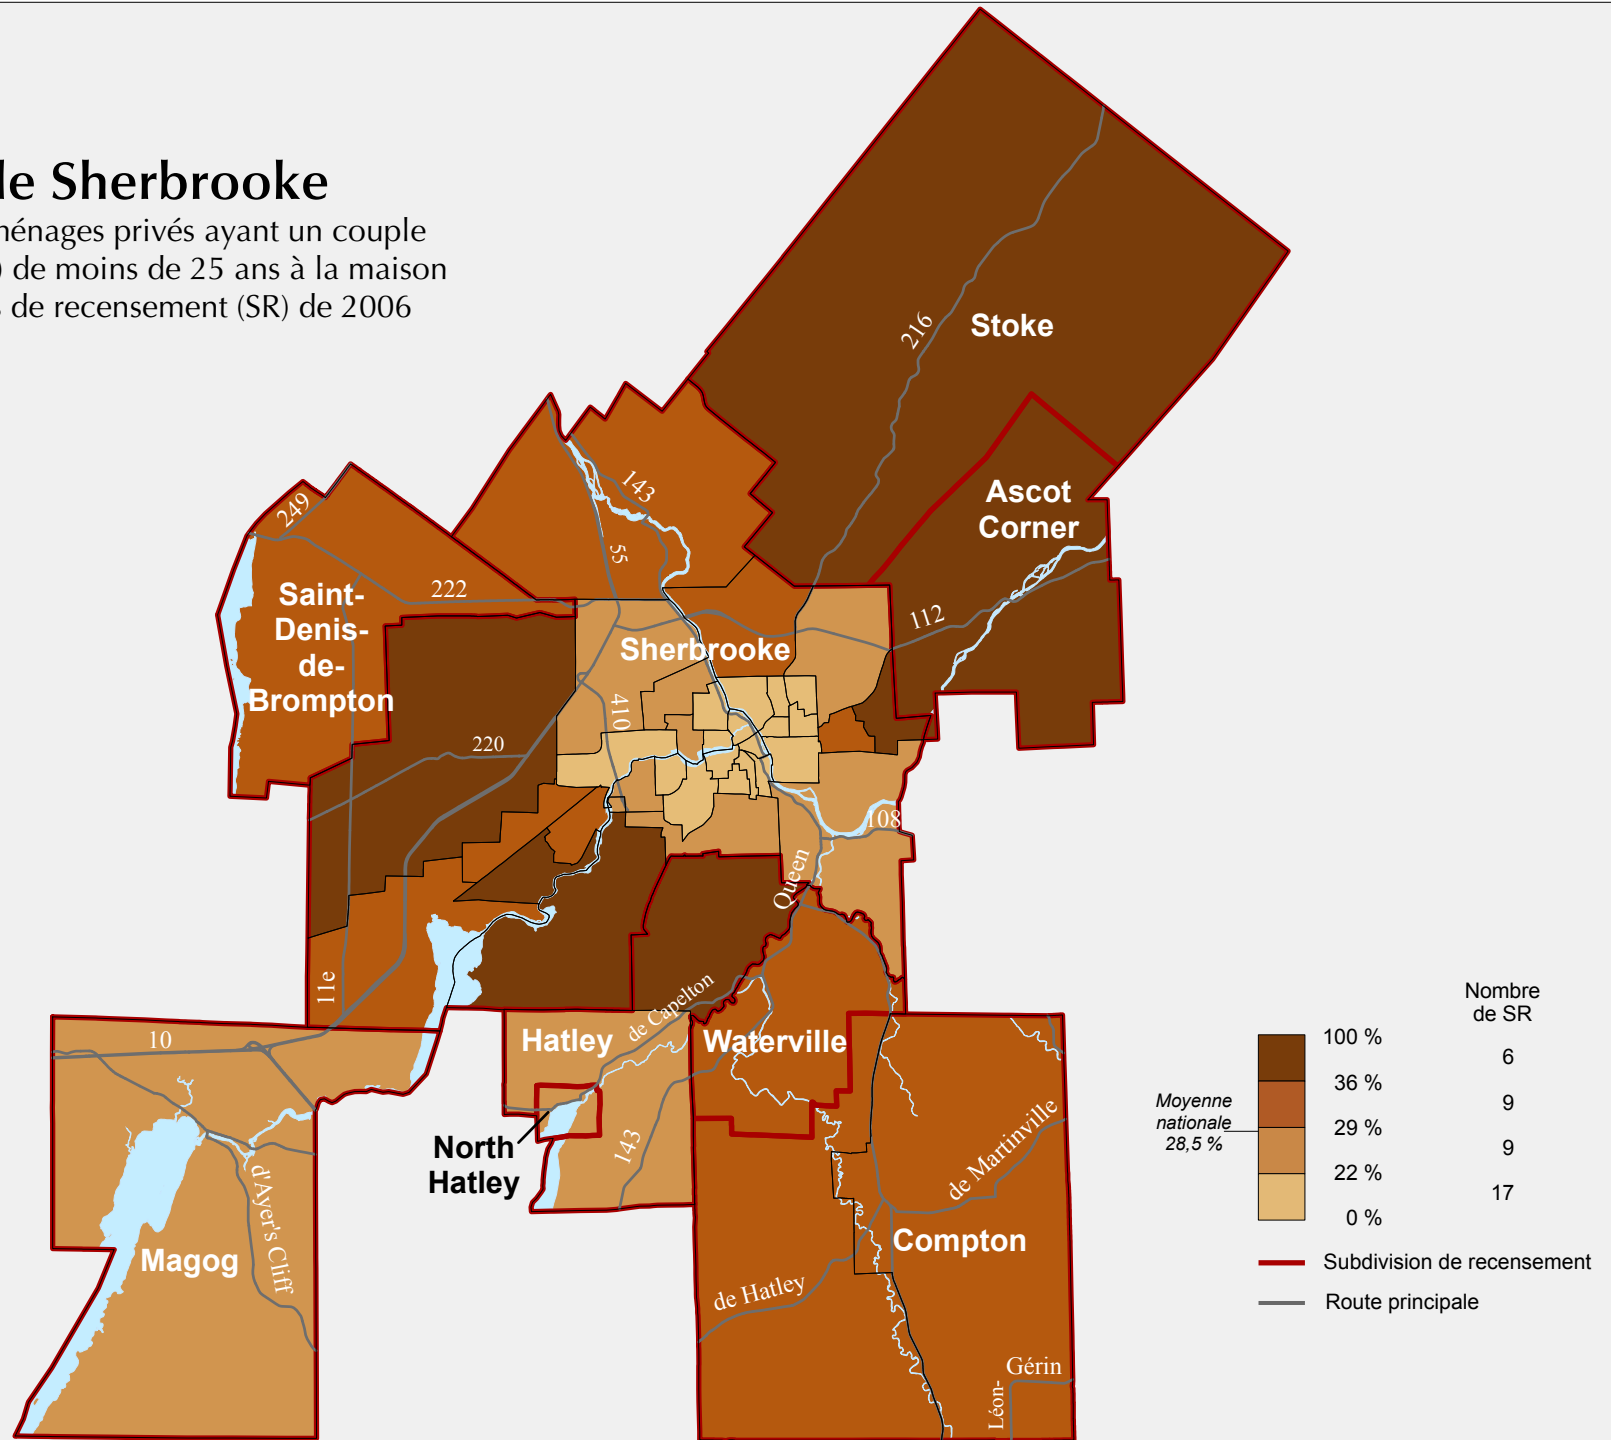 de Sherbrooke
ménages privés ayant un couple
) de moins de 25 ans à la maison
s de recensement (SR) de 2006
216
Stoke
Ascot
Corner
249
143
55
222
Saint-
Denis-
de-
Brompton
112
Sherbrooke
410
220
108
Queen
11e
10
Hatley
de Capelton
Waterville
North
Hatley
143
d'Ayer's Cliff
Magog
de Martinville
Compton
de Hatley
Gérin
Léon-
Nombre
de SR
100 %
6
36 %
9
29 %
9
22 %
17
0 %
Moyenne
nationale
28,5 %
Subdivision de recensement
Route principale